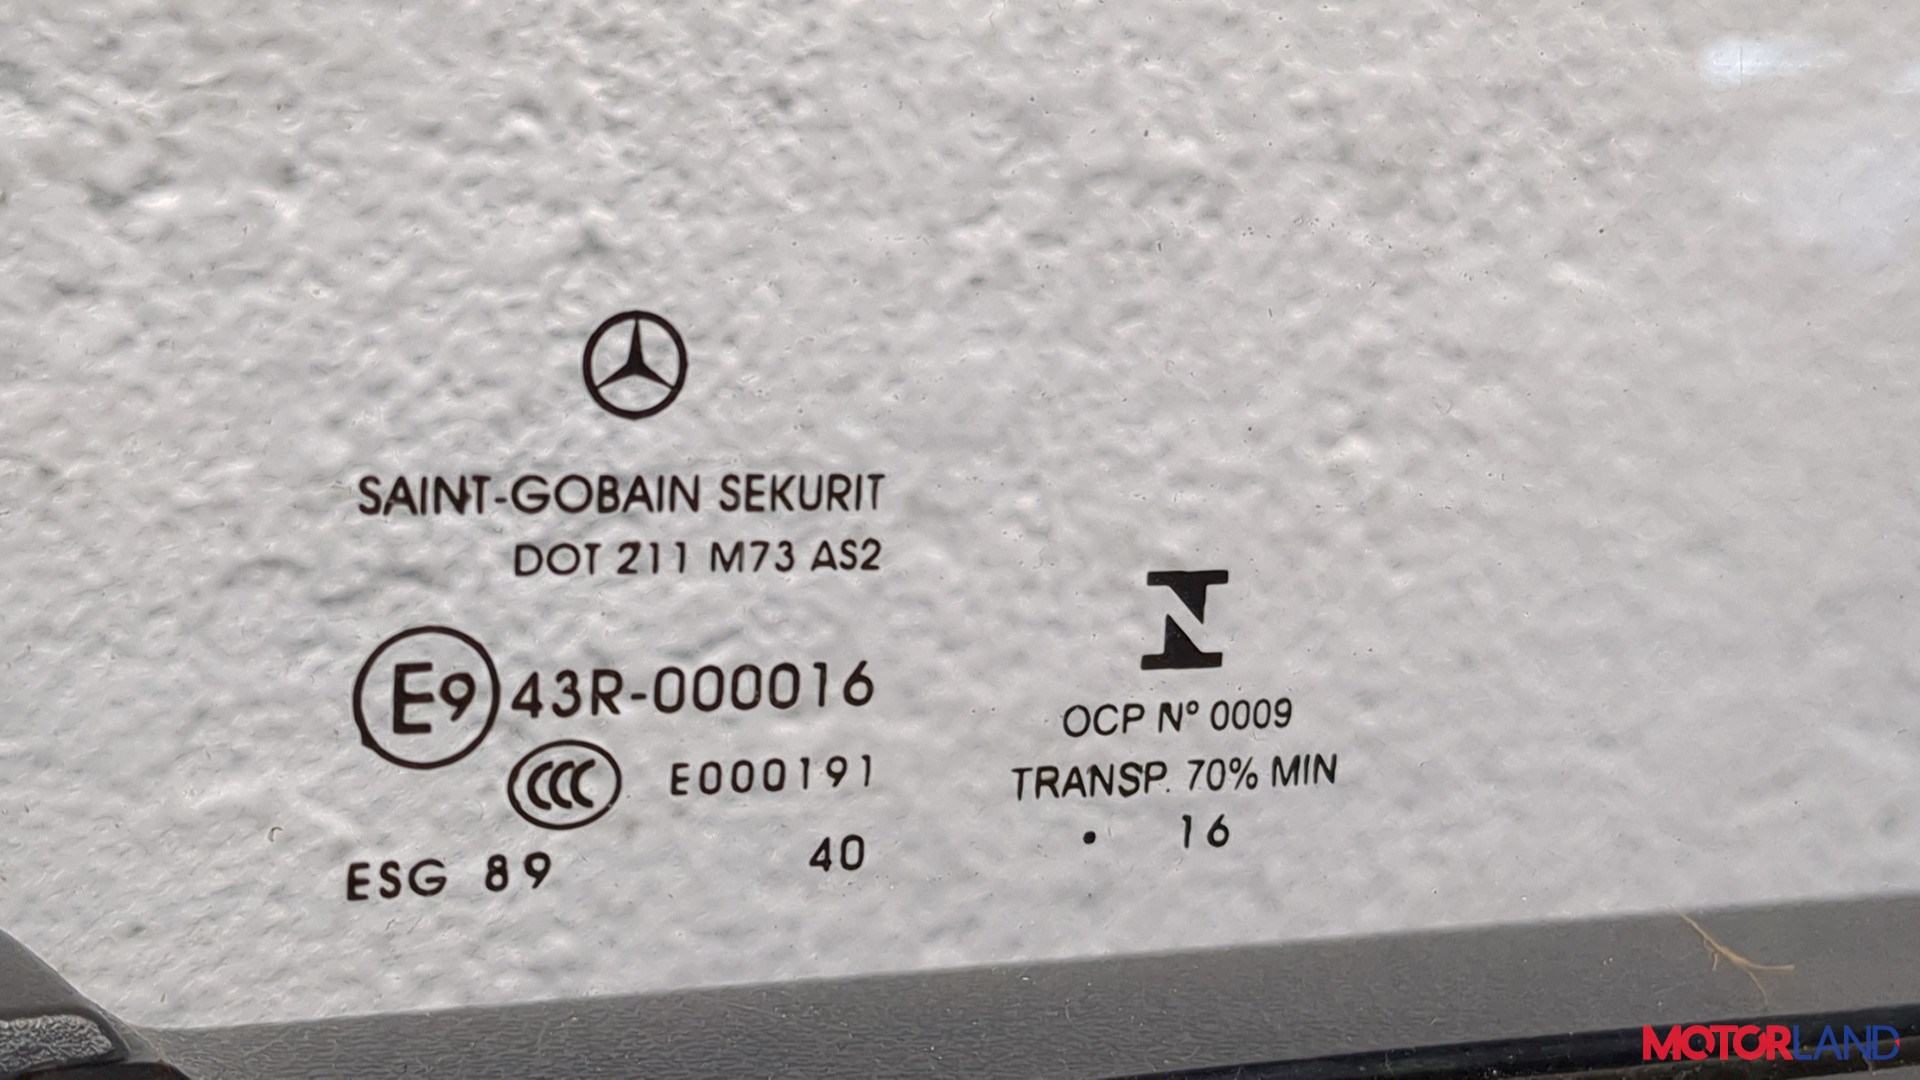 SAINT-GOBAIN SEKURIT
DOT 211 M73 AS2
E9 43R-000016
CCC E000191
ESG 89 40
N
OCP Nº 0009
TRANSP. 70% MIN
• 16
MOTORLAND